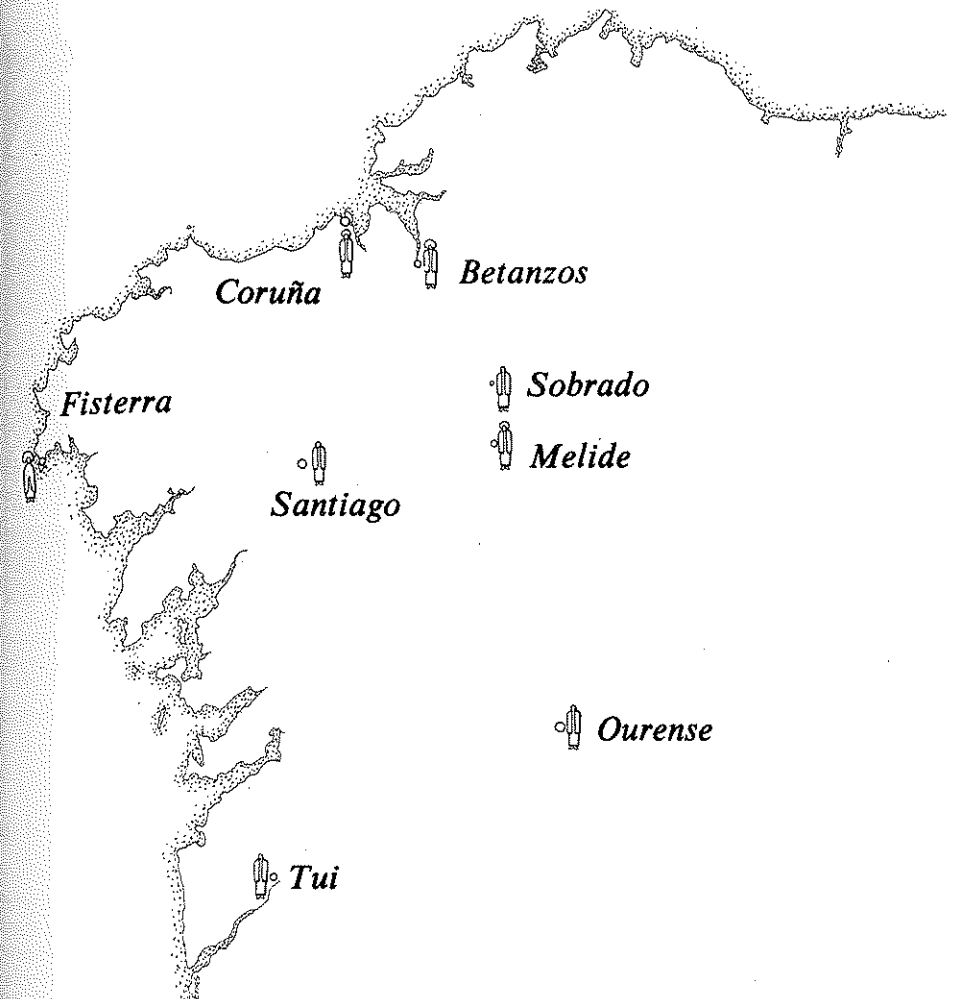 Coruña
Betanzos
Sobrado
Fisterra
Melide
Santiago
Ourense
Tui